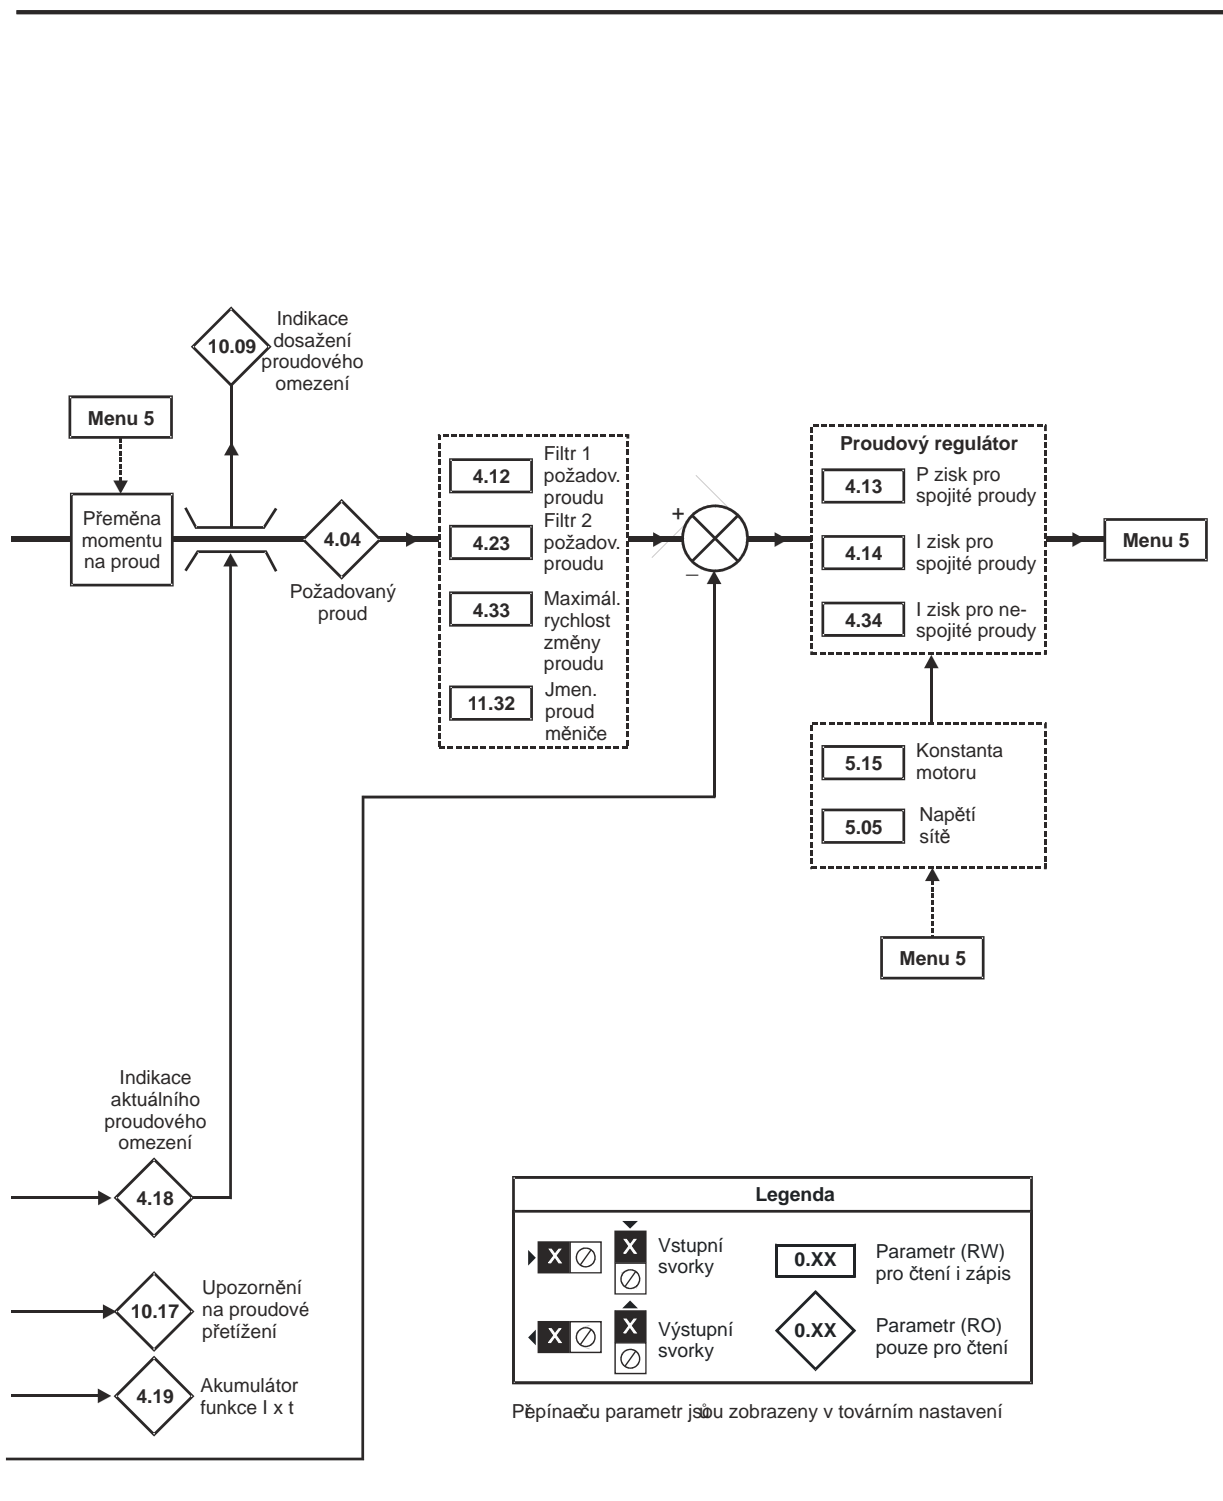 Indikace
dosažení
proudového
omezení
10.09
Menu 5
Přeměna
momentu
na proud
4.04
Požadovaný
proud
4.12
Filtr 1
požadov.
proudu
4.23
Filtr 2
požadov.
proudu
4.33
Maximál.
rychlost
změny
proudu
11.32
Jmen.
proud
měniče
+
–
Proudový regulátor
4.13
P zisk pro
spojité proudy
4.14
I zisk pro
spojité proudy
4.34
I zisk pro ne-
spojité proudy
Menu 5
5.15
Konstanta
motoru
5.05
Napětí
sítě
Menu 5
Indikace
aktuálního
proudového
omezení
4.18
10.17
Upozornění
na proudové
přetížení
4.19
Akumulátor
funkce I x t
Legenda
X
X
Vstupní
svorky
0.XX
Parametr (RW)
pro čtení i zápis
X
X
Výstupní
svorky
0.XX
Parametr (RO)
pouze pro čtení
parametr zobrazeny v továrním nastavení